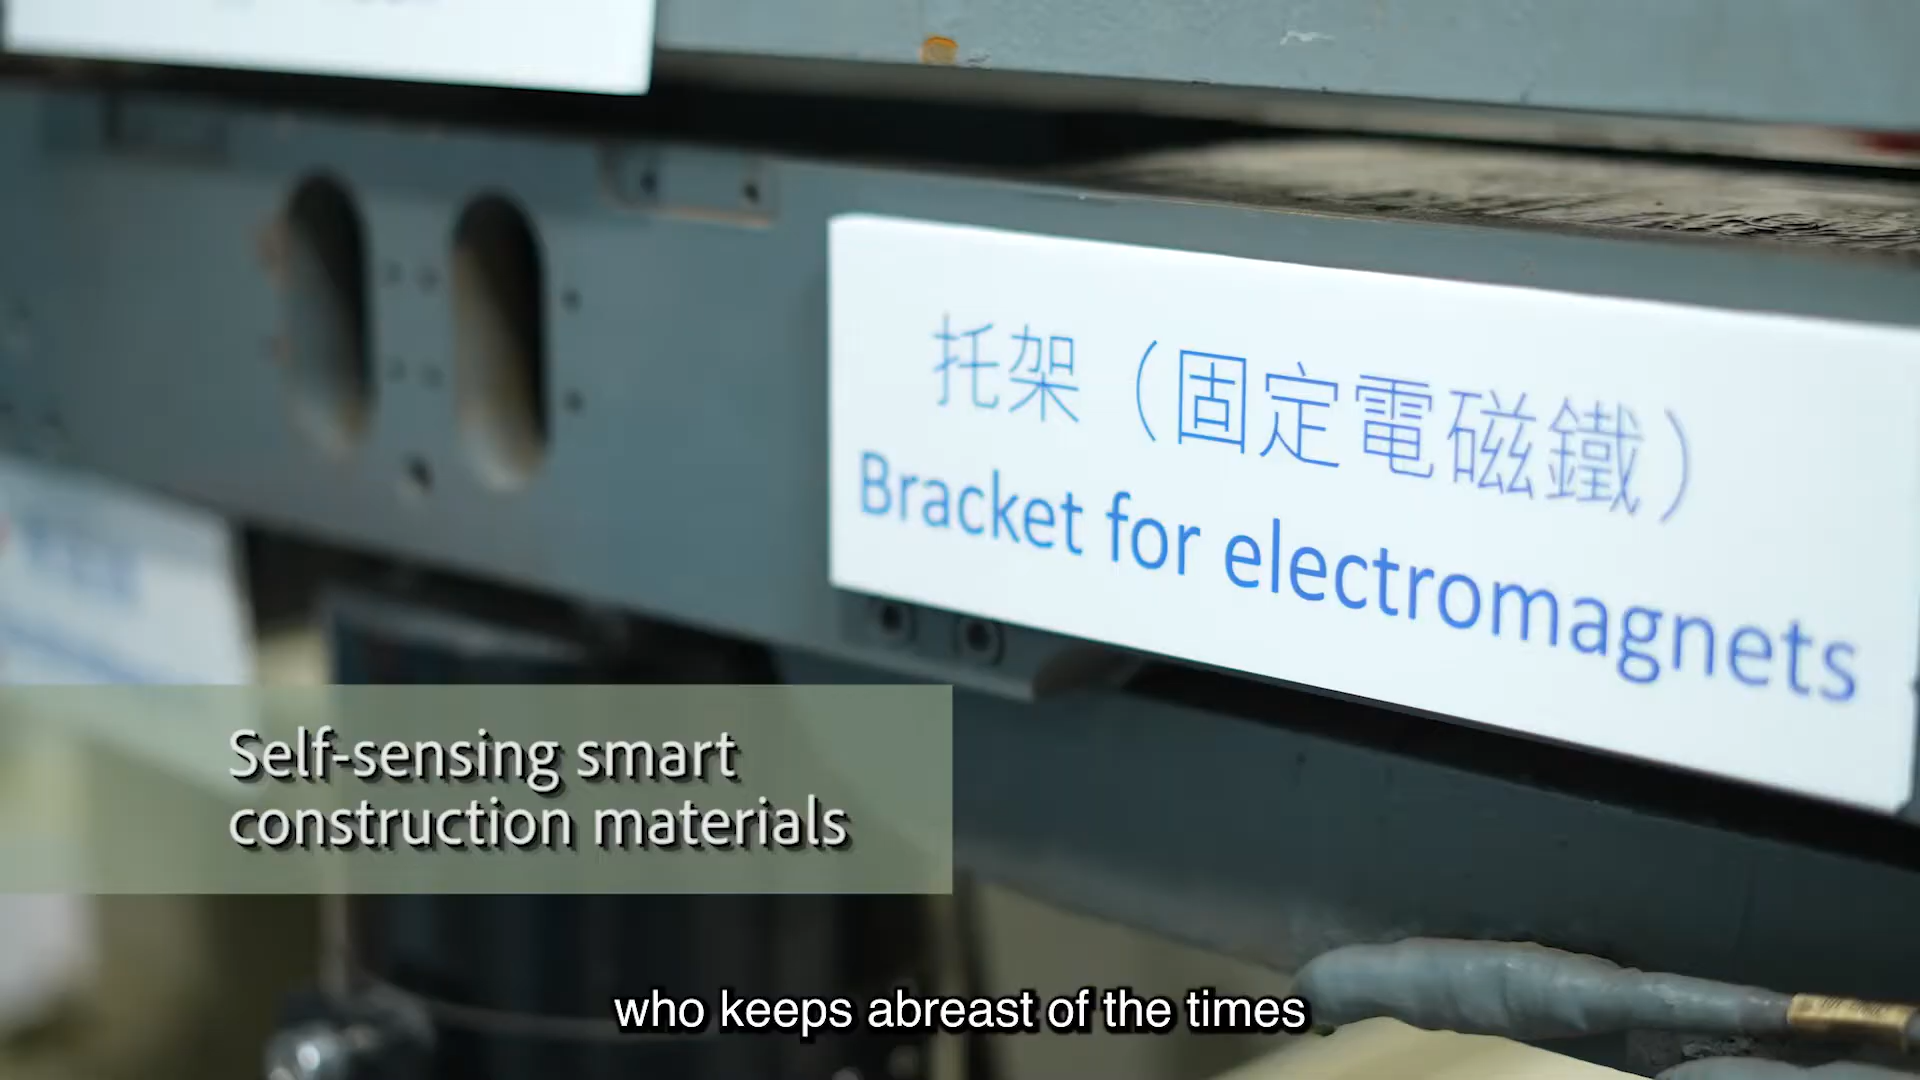 托架（固定電磁鐵）
Bracket for electromagnets
Self-sensing smart
construction materials
who keeps abreast of the times